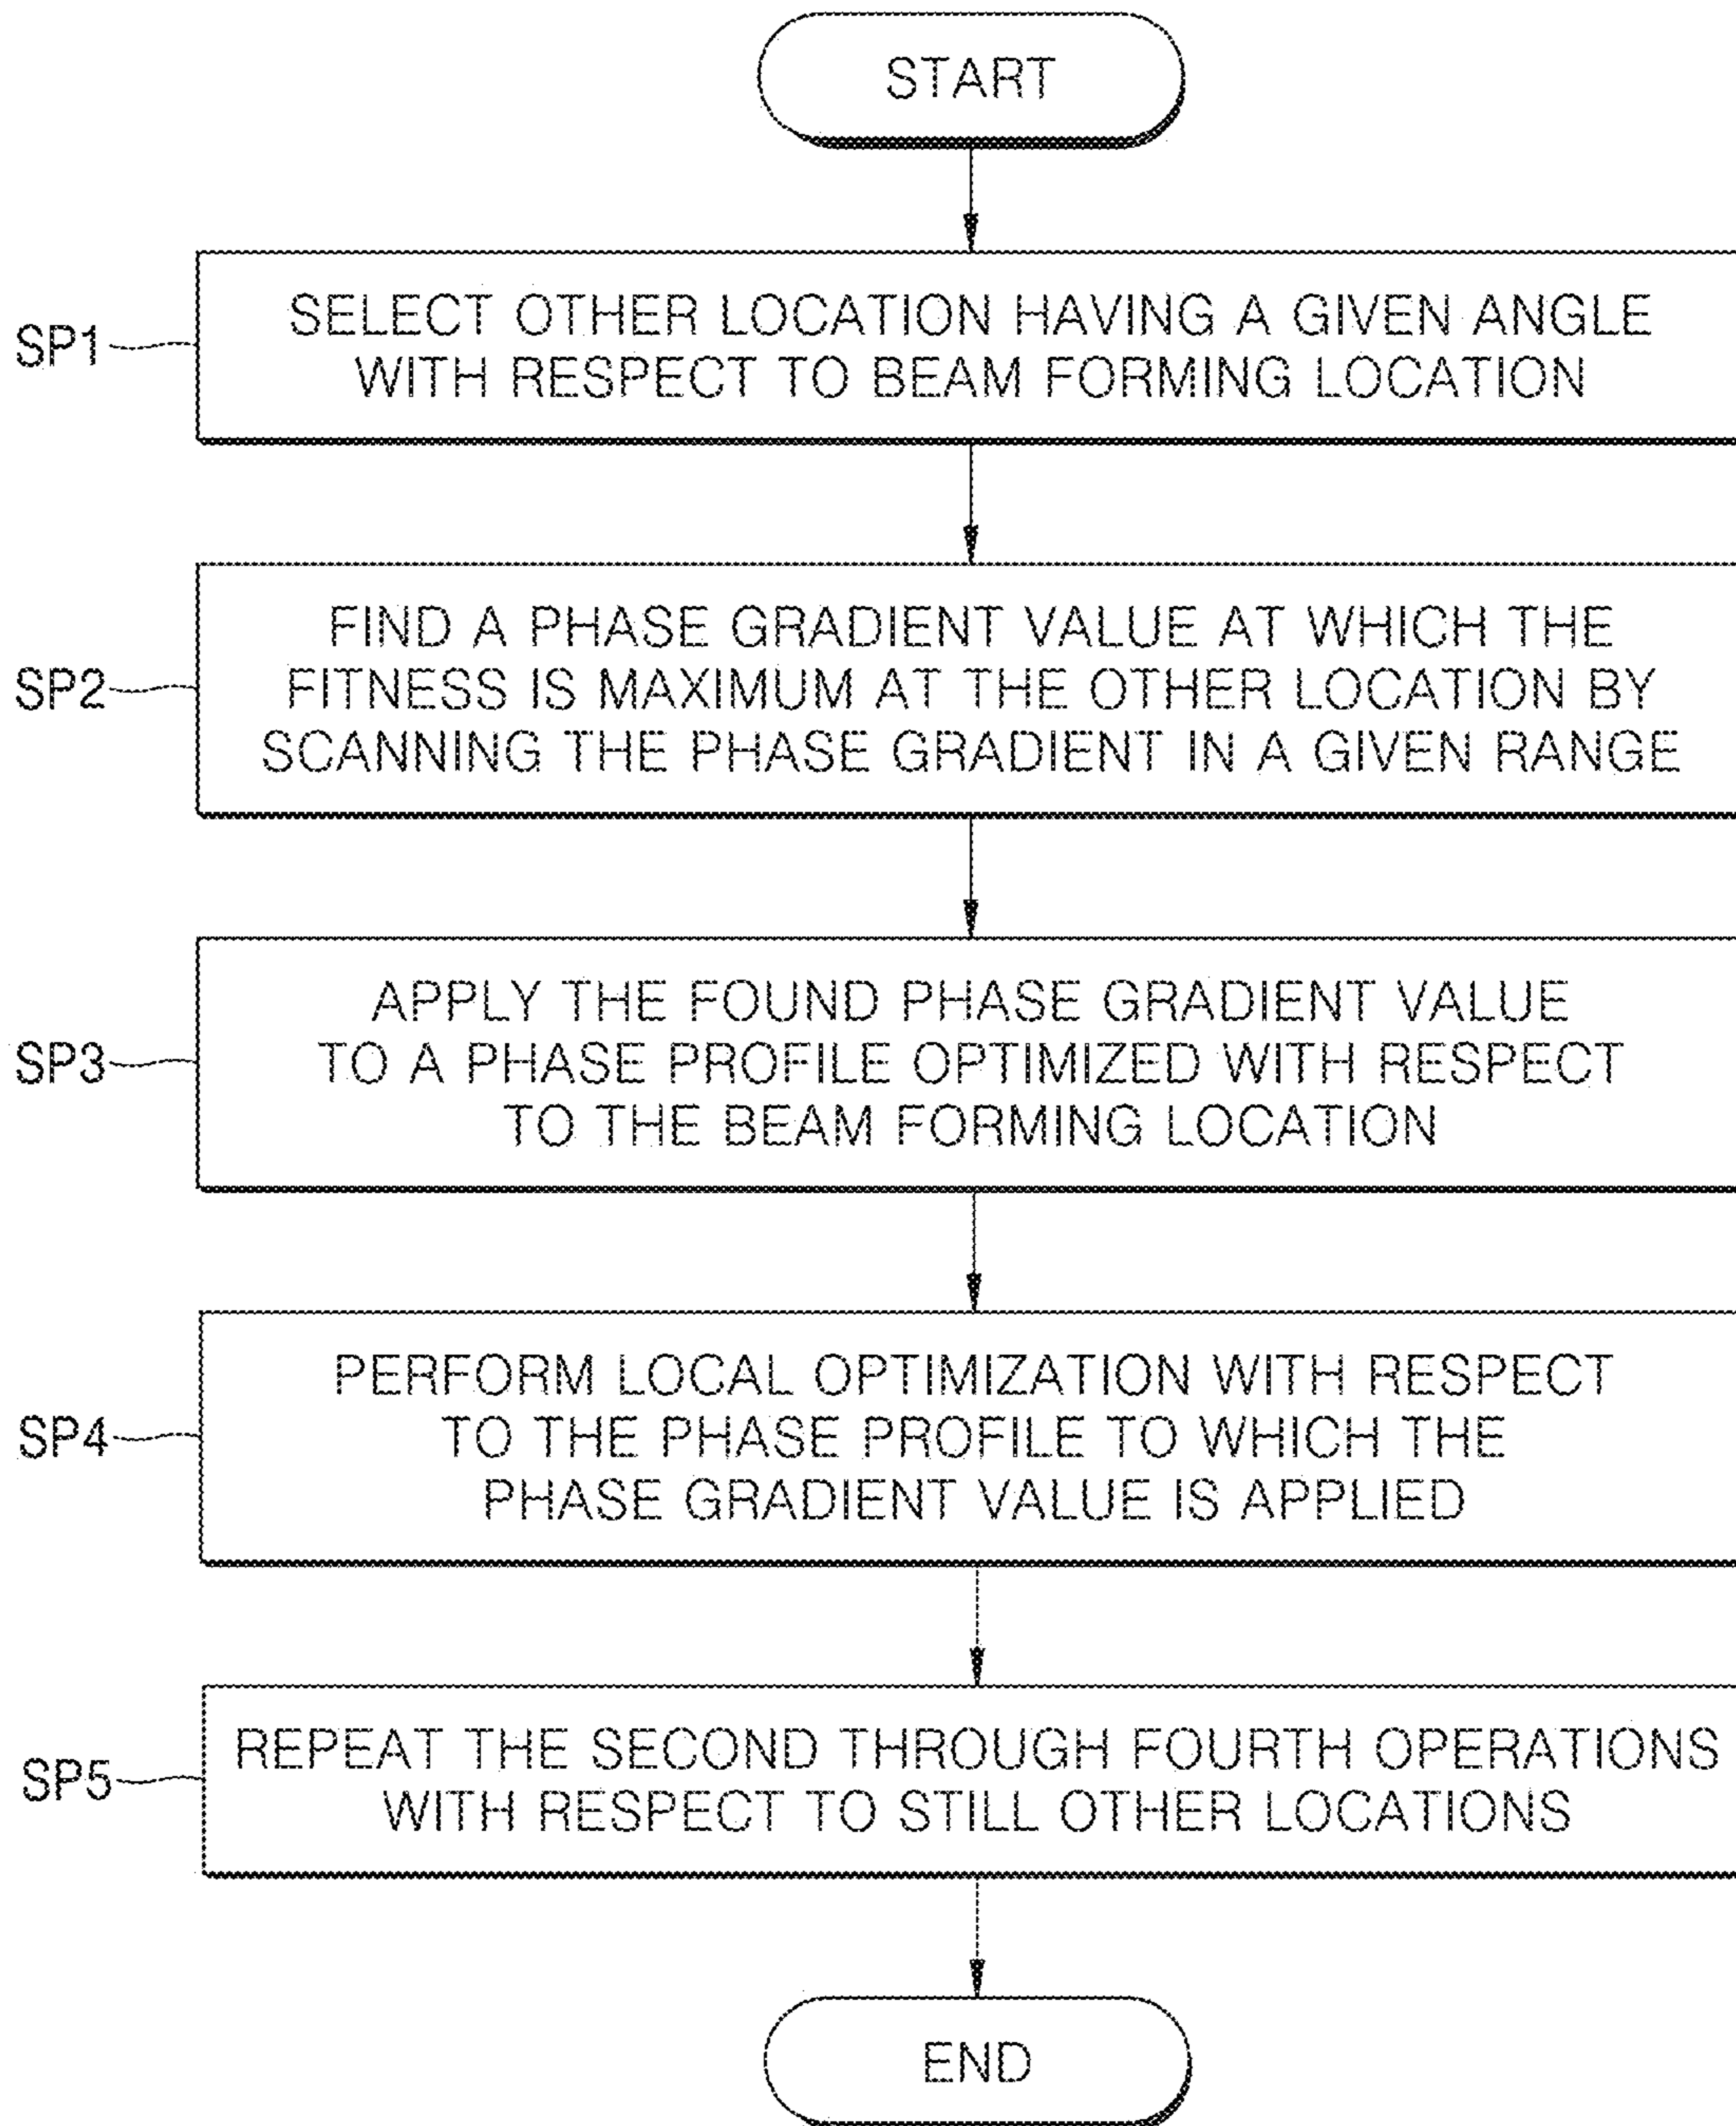 START
SP1
SELECT OTHER LOCATION HAVING A GIVEN ANGLE
WITH RESPECT TO BEAM FORMING LOCATION
SP2
FIND A PHASE GRADIENT VALUE AT WHICH THE
FITNESS IS MAXIMUM AT THE OTHER LOCATION BY
SCANNING THE PHASE GRADIENT IN A GIVEN RANGE
SP3
APPLY THE FOUND PHASE GRADIENT VALUE
TO A PHASE PROFILE OPTIMIZED WITH RESPECT
TO THE BEAM FORMING LOCATION
SP4
PERFORM LOCAL OPTIMIZATION WITH RESPECT
TO THE PHASE PROFILE TO WHICH THE
PHASE GRADIENT VALUE IS APPLIED
SP5
REPEAT THE SECOND THROUGH FOURTH OPERATIONS
WITH RESPECT TO STILL OTHER LOCATIONS
END